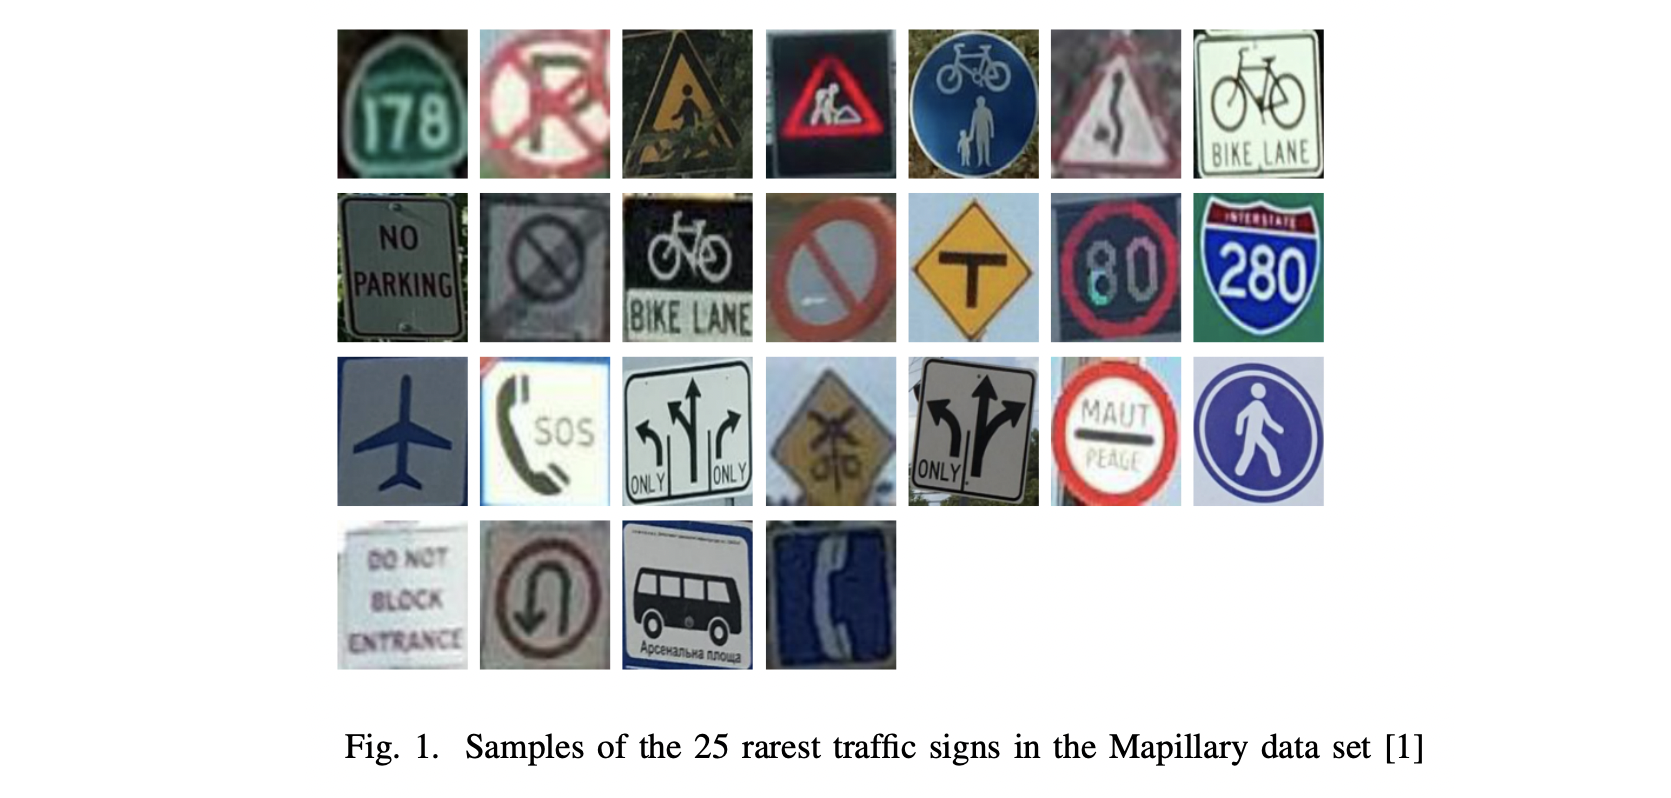 178
BIKE LANE
NO
PARKING
BIKE LANE
80
INTERSTATE
280
SOS
ONLY
ONLY
ONLY
MAUT
PEAGE
DO NOT
BLOCK
ENTRANCE
Арсенальна площа
Fig. 1. Samples of the 25 rarest traffic signs in the Mapillary data set [1]